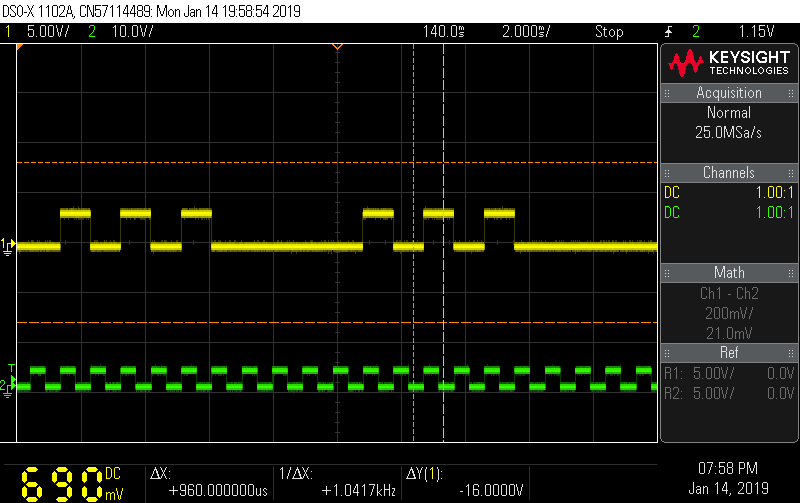 DSO-X 1102A, CN57114489: Mon Jan 14 19:58:54 2019
1 5.00V/ 2 10.0V/ 140.0s 2.000s/ Stop 2 1.15V
KEYSIGHT
TECHNOLOGIES
Acquisition
Normal
25.0MSa/s
Channels
DC 1.00:1
DC 1.00:1
1
Math
Ch1 - Ch2
200mV/
21.0mV
Ref
T
2
R1: 5.00V/ 0.0V
R2: 5.00V/ 0.0V
690 DC mV
ΔX:
+960.000000us
1/ΔX:
+1.0417kHz
ΔY(1):
-16.0000V
07:58 PM
Jan 14, 2019